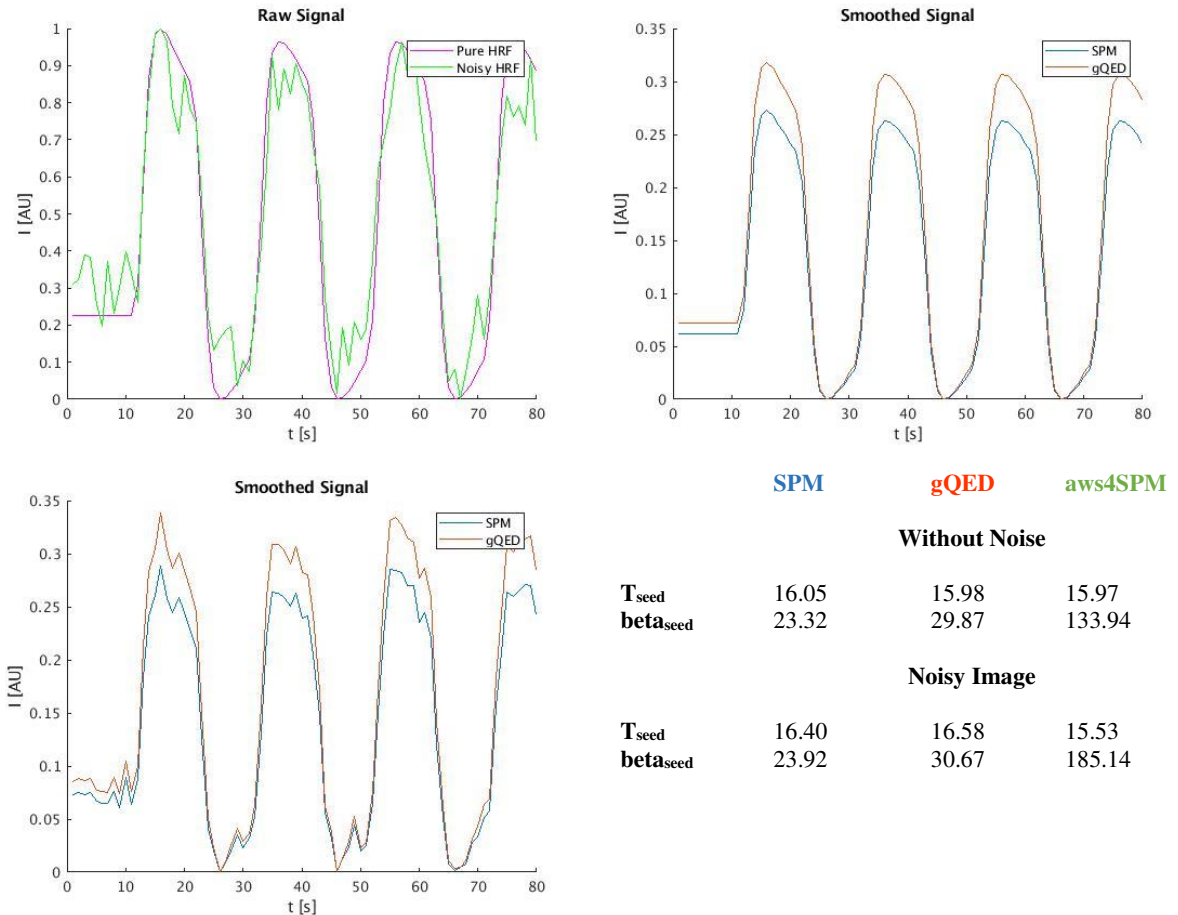 Raw Signal
Pure HRF
Noisy HRF
1
0.9
0.8
0.7
0.6
0.5
0.4
0.3
0.2
0.1
0
I [AU]
0 10 20 30 40 50 60 70 80
t [s]
Smoothed Signal
SPM
gQED
0.35
0.3
0.25
0.2
0.15
0.1
0.05
0
I [AU]
0 10 20 30 40 50 60 70 80
t [s]
Smoothed Signal
SPM
gQED
0.35
0.3
0.25
0.2
0.15
0.1
0.05
0
I [AU]
0 10 20 30 40 50 60 70 80
t [s]
SPM gQED aws4SPM
Without Noise
Tseed 16.05 15.98 15.97
betaseed 23.32 29.87 133.94
Noisy Image
Tseed 16.40 16.58 15.53
betaseed 23.92 30.67 185.14